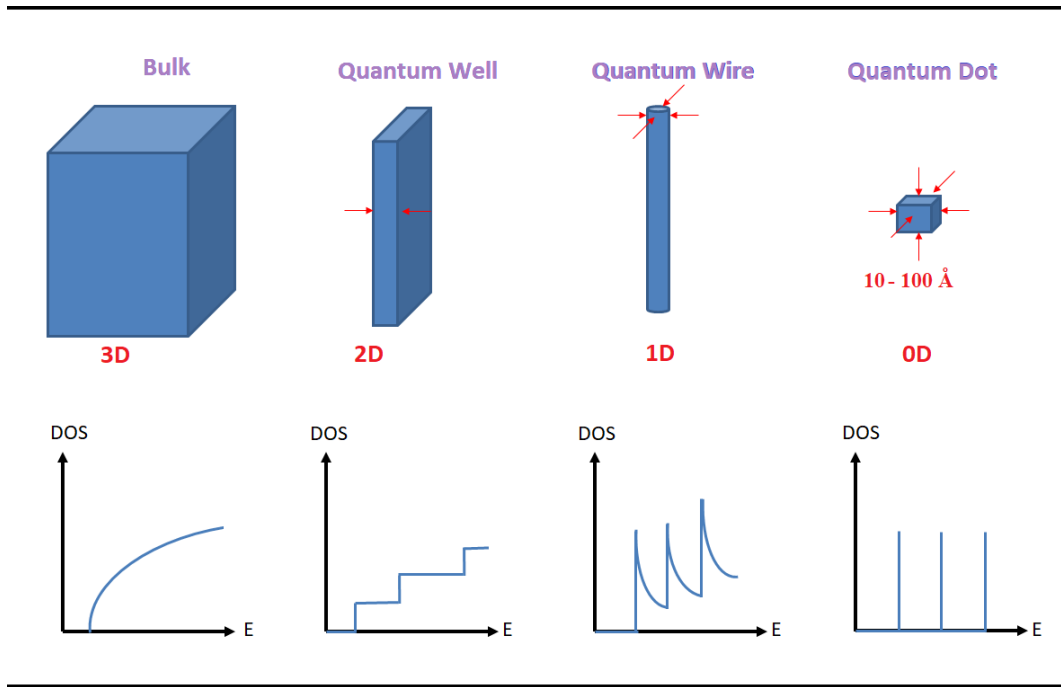 Bulk
Quantum Well
Quantum Wire
Quantum Dot
10 - 100 Å
3D
2D
1D
0D
DOS
DOS
DOS
DOS
E
E
E
E